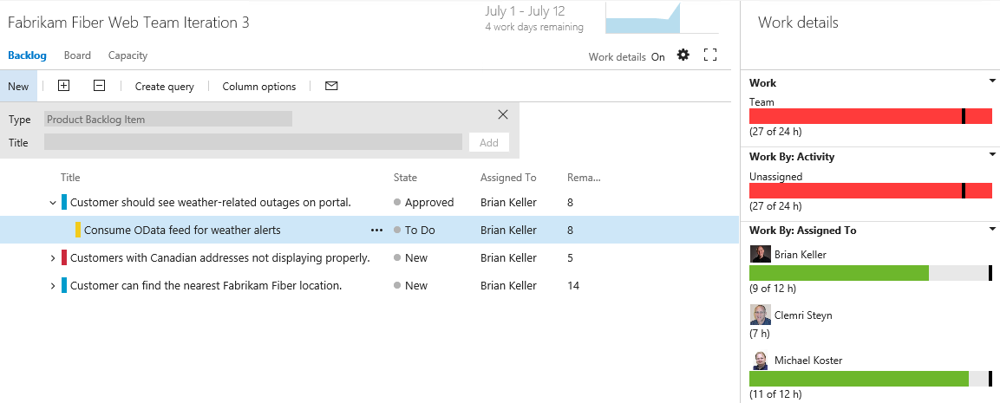 Fabrikam Fiber Web Team Iteration 3
July 1 - July 12
4 work days remaining
Backlog Board Capacity
Work details On
New Create query Column options
Type Product Backlog Item
Title Add
Title State Assigned To Rema...
Customer should see weather-related outages on portal. Approved Brian Keller 8
Consume OData feed for weather alerts ••• To Do Brian Keller 8
Customers with Canadian addresses not displaying properly. New Brian Keller 5
Customer can find the nearest Fabrikam Fiber location. New Brian Keller 14
Work details
Work
Team
(27 of 24 h)
Work By: Activity
Unassigned
(27 of 24 h)
Work By: Assigned To
Brian Keller
(9 of 12 h)
Clemri Steyn
(7 h)
Michael Koster
(11 of 12 h)